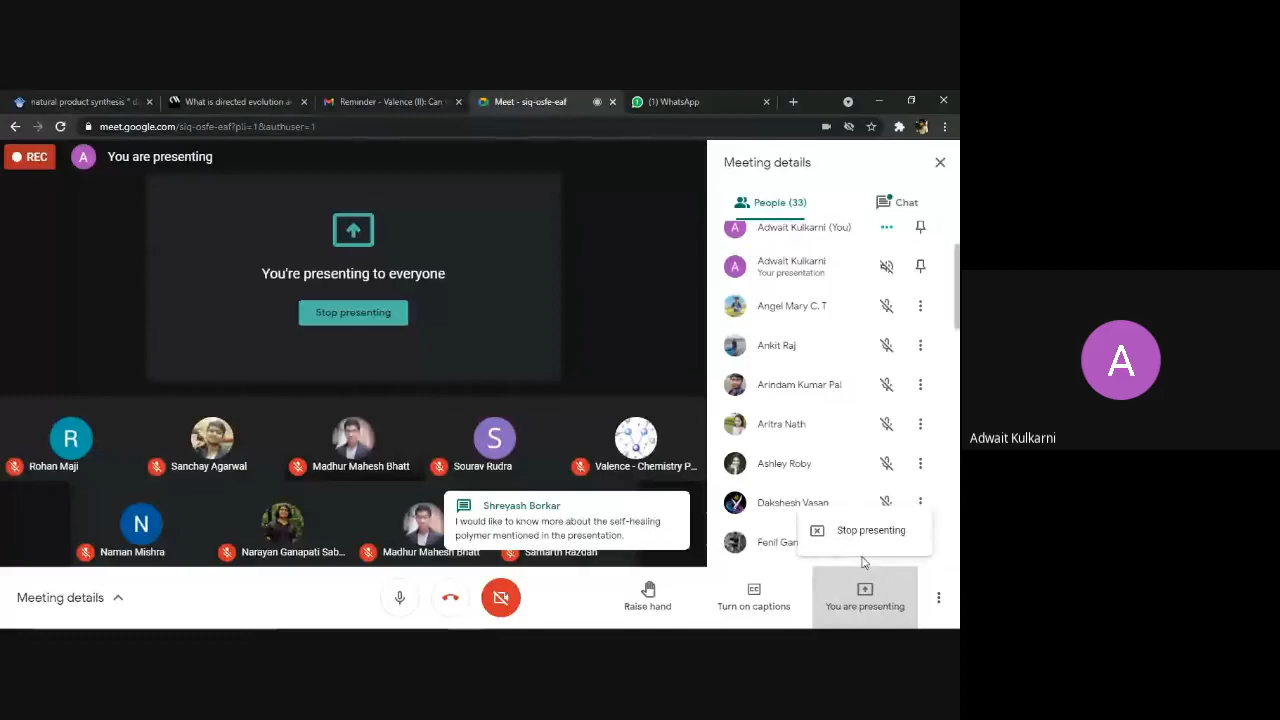 natural product synthesis " d
What is directed evolution a
Reminder - Valence (II): Can
Meet - siq-osfe-eaf
(1) WhatsApp
meet.google.com/siq-osfe-eaf?pli=1&authuser=1
REC
A
You are presenting
Meeting details
People (33)
Chat
You're presenting to everyone
Stop presenting
A
Adwait Kulkarni (You)
A
Adwait Kulkarni
Your presentation
Angel Mary C. T
Ankit Raj
Arindam Kumar Pal
Aritra Nath
Ashley Roby
Dakshesh Vasan
Fenil Gan
Stop presenting
R
Rohan Maji
Sanchay Agarwal
Madhur Mahesh Bhatt
S
Sourav Rudra
Valence - Chemistry P...
N
Naman Mishra
Narayan Ganapati Sab...
Madhur Mahesh Bhatt
Samarth Razdan
Shreyash Borkar
I would like to know more about the self-healing
polymer mentioned in the presentation.
Meeting details
Raise hand
CC
Turn on captions
You are presenting
A
Adwait Kulkarni